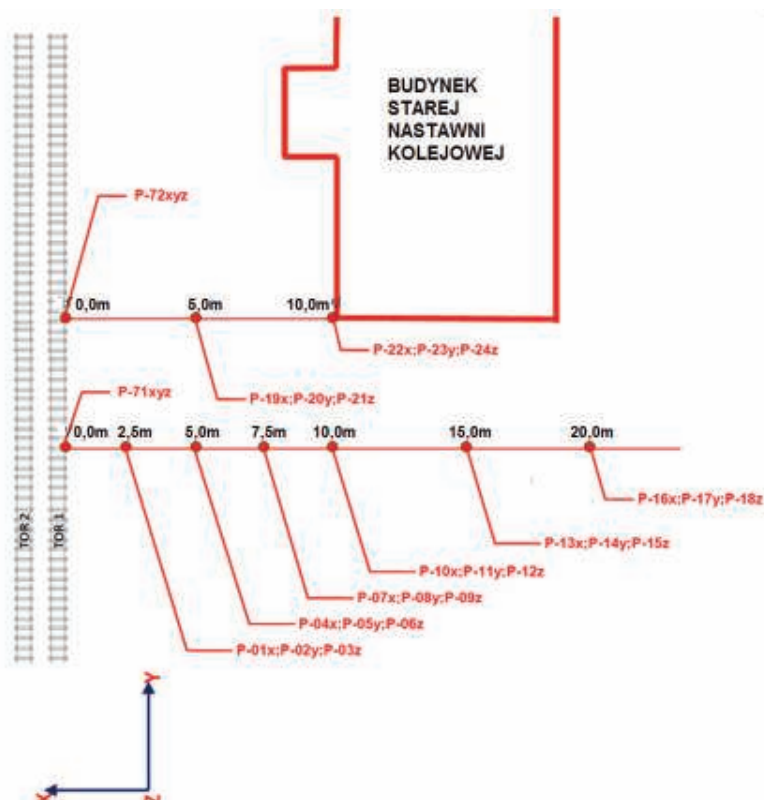 BUDYNEK
STAREJ
NASTAWNI
KOLEJOWEJ
P-72xyz
0,0m 5,0m 10,0m
P-22x;P-23y;P-24z
P-19x;P-20y;P-21z
P-71xyz
0,0m 2,5m 5,0m 7,5m 10,0m 15,0m 20,0m
P-16x;P-17y;P-18z
TOR 2
TOR 1
P-13x;P-14y;P-15z
P-10x;P-11y;P-12z
P-07x;P-08y;P-09z
P-04x;P-05y;P-06z
P-01x;P-02y;P-03z
Y
X
Z